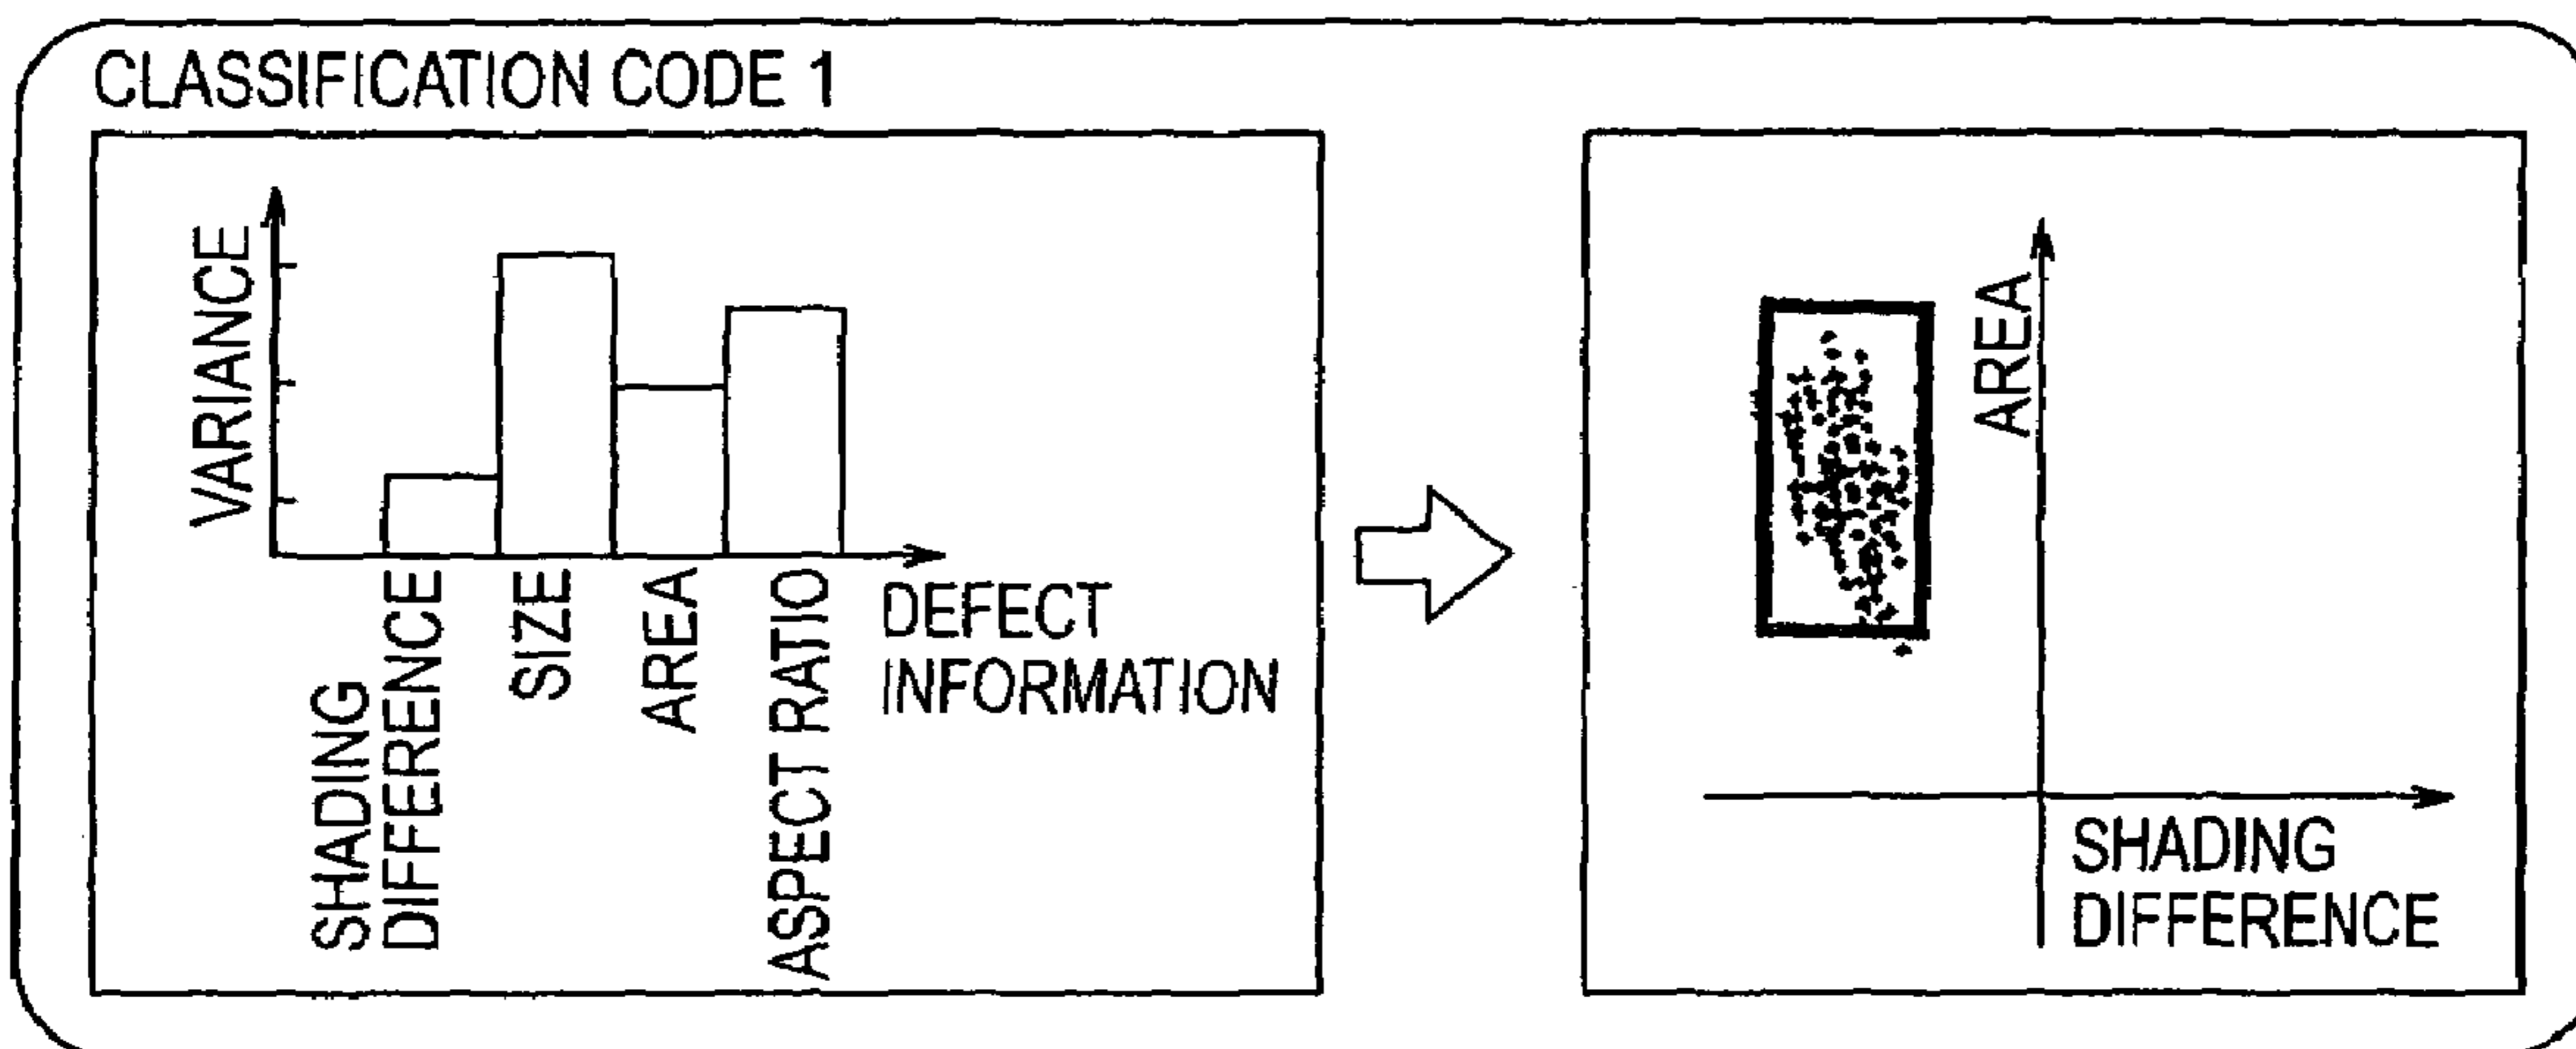 CLASSIFICATION CODE 1
VARIANCE
SHADING
DIFFERENCE
SIZE
AREA
ASPECT RATIO
DEFECT
INFORMATION
AREA
SHADING
DIFFERENCE